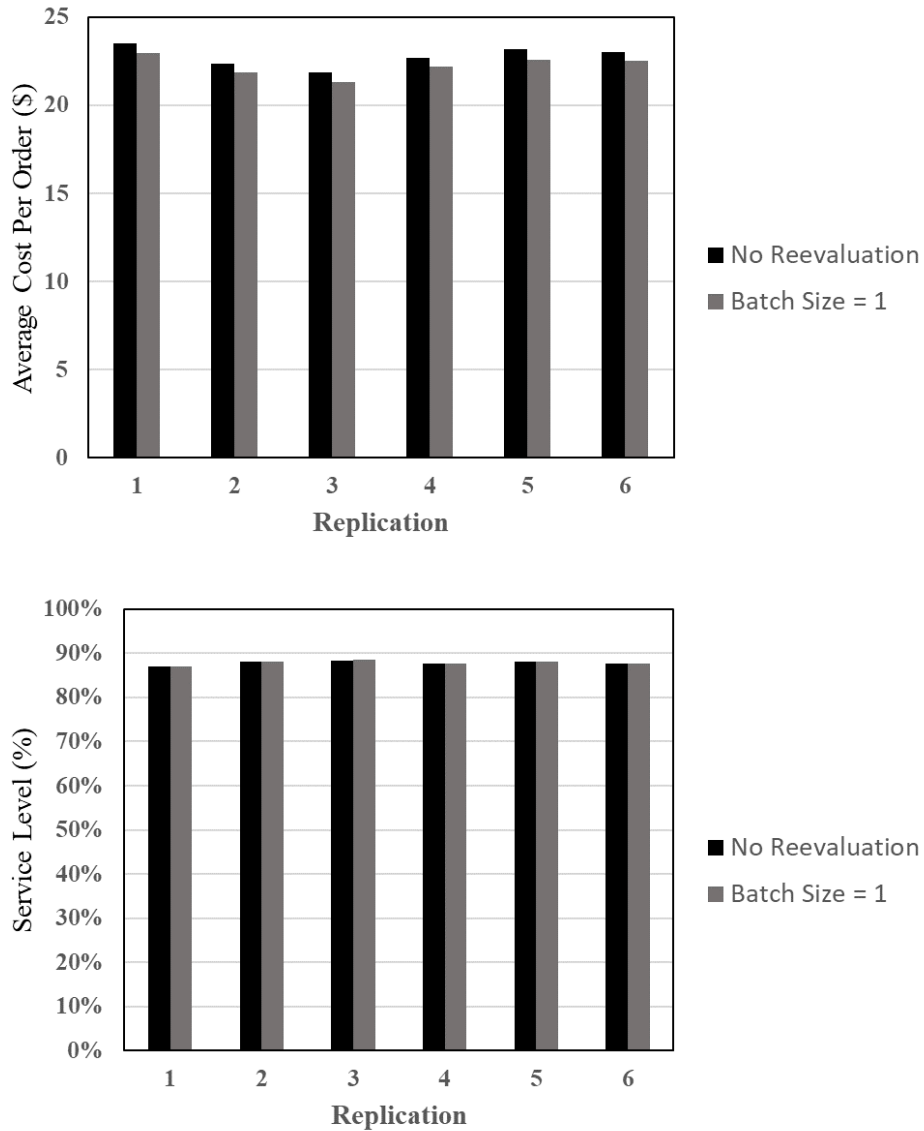 Average Cost Per Order ($)
25
20
15
10
5
0
1 2 3 4 5 6
Replication
No Reevaluation
Batch Size = 1
Service Level (%)
100%
90%
80%
70%
60%
50%
40%
30%
20%
10%
0%
1 2 3 4 5 6
Replication
No Reevaluation
Batch Size = 1